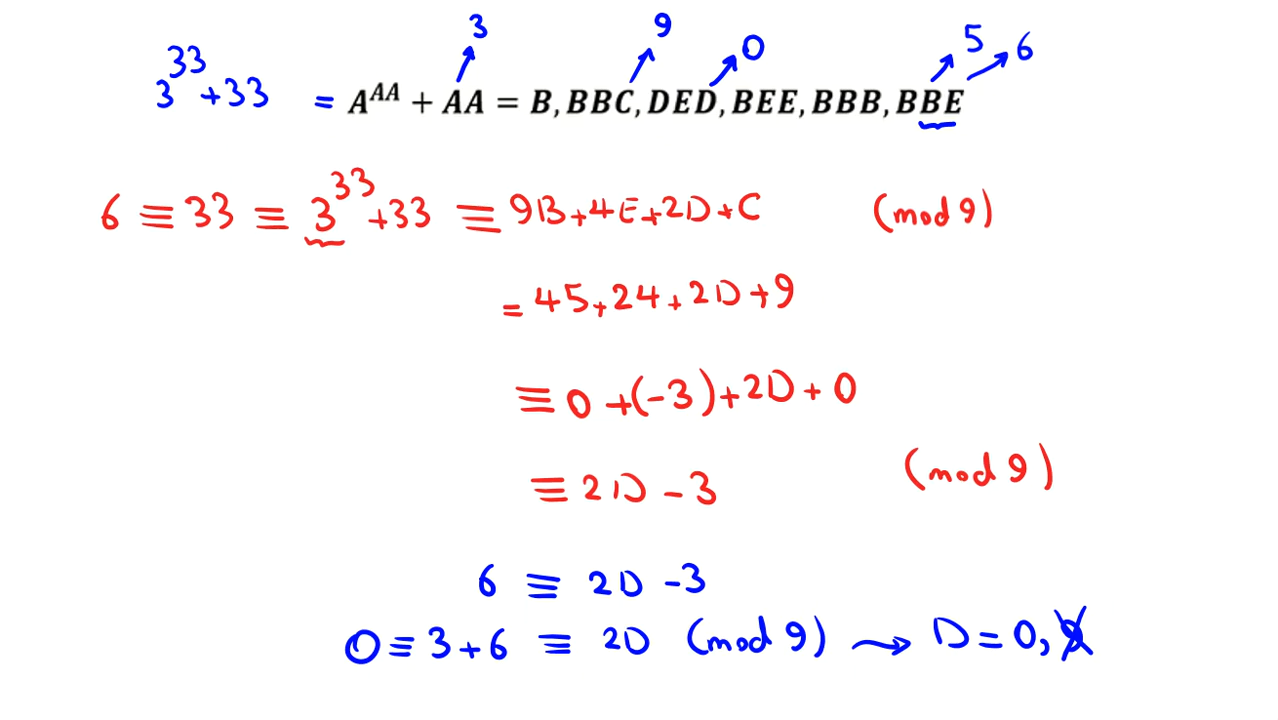 3 9 0 5 6
3^33 + 33 = A^AA + AA = B, BBC, DED, BEE, BBB, BBE
6 ≡ 33 ≡ 3^33 + 33 ≡ 9B + 4E + 2D + C (mod 9)
= 45 + 24 + 2D + 9
≡ 0 + (-3) + 2D + 0
≡ 2D - 3 (mod 9)
6 ≡ 2D - 3
0 ≡ 3 + 6 ≡ 2D (mod 9) → D = 0, 9